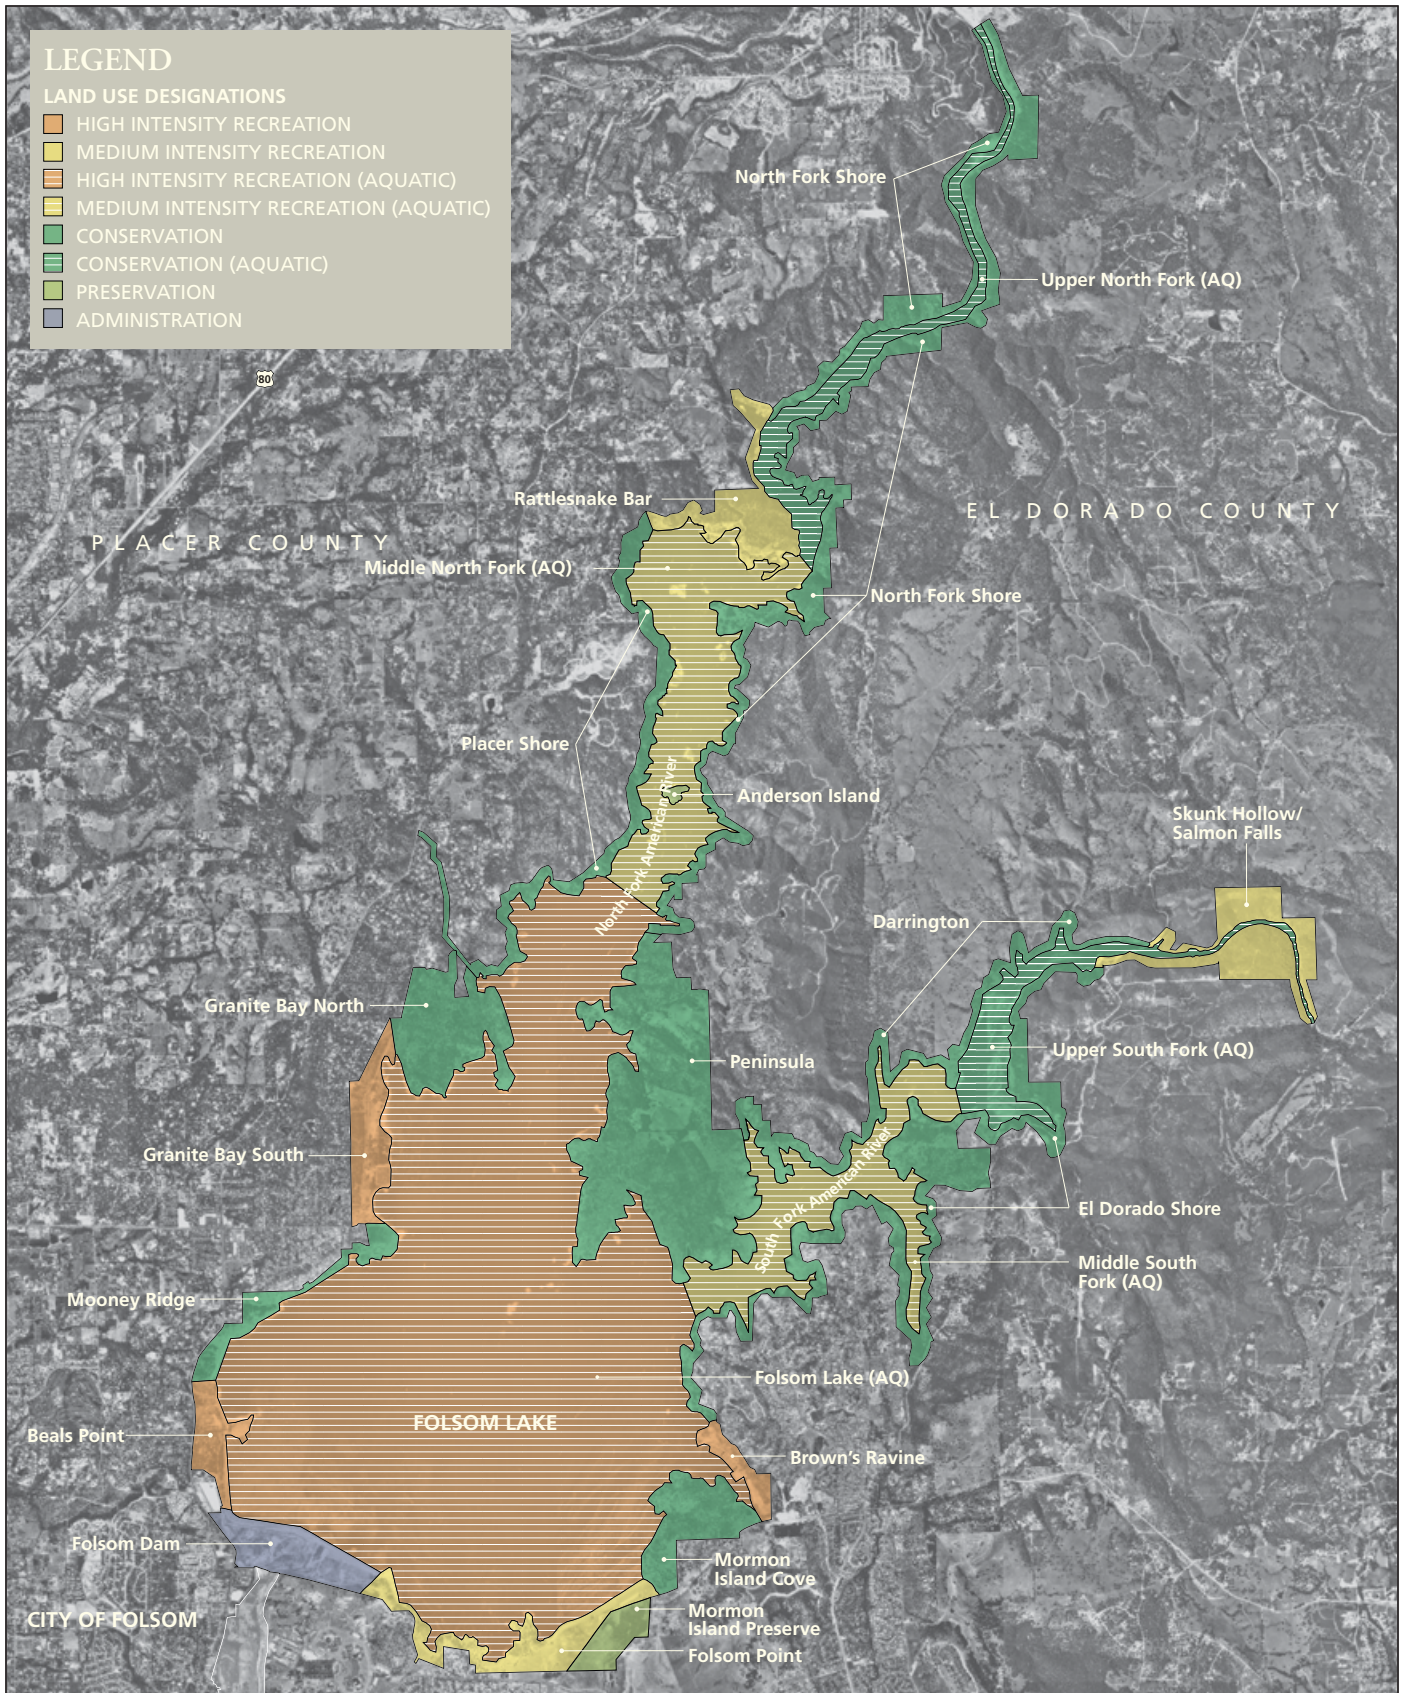 LEGEND
LAND USE DESIGNATIONS
HIGH INTENSITY RECREATION
MEDIUM INTENSITY RECREATION
HIGH INTENSITY RECREATION (AQUATIC)
MEDIUM INTENSITY RECREATION (AQUATIC)
CONSERVATION
CONSERVATION (AQUATIC)
PRESERVATION
ADMINISTRATION
North Fork Shore
Upper North Fork (AQ)
80
Rattlesnake Bar
EL DORADO COUNTY
PLACER COUNTY
Middle North Fork (AQ)
North Fork Shore
Placer Shore
North Fork American River
Anderson Island
Skunk Hollow/
Salmon Falls
Darrington
Granite Bay North
Upper South Fork (AQ)
Peninsula
Granite Bay South
South Fork American River
El Dorado Shore
Middle South
Fork (AQ)
Mooney Ridge
Folsom Lake (AQ)
FOLSOM LAKE
Beals Point
Brown's Ravine
Folsom Dam
Mormon
Island Cove
CITY OF FOLSOM
Mormon
Island Preserve
Folsom Point